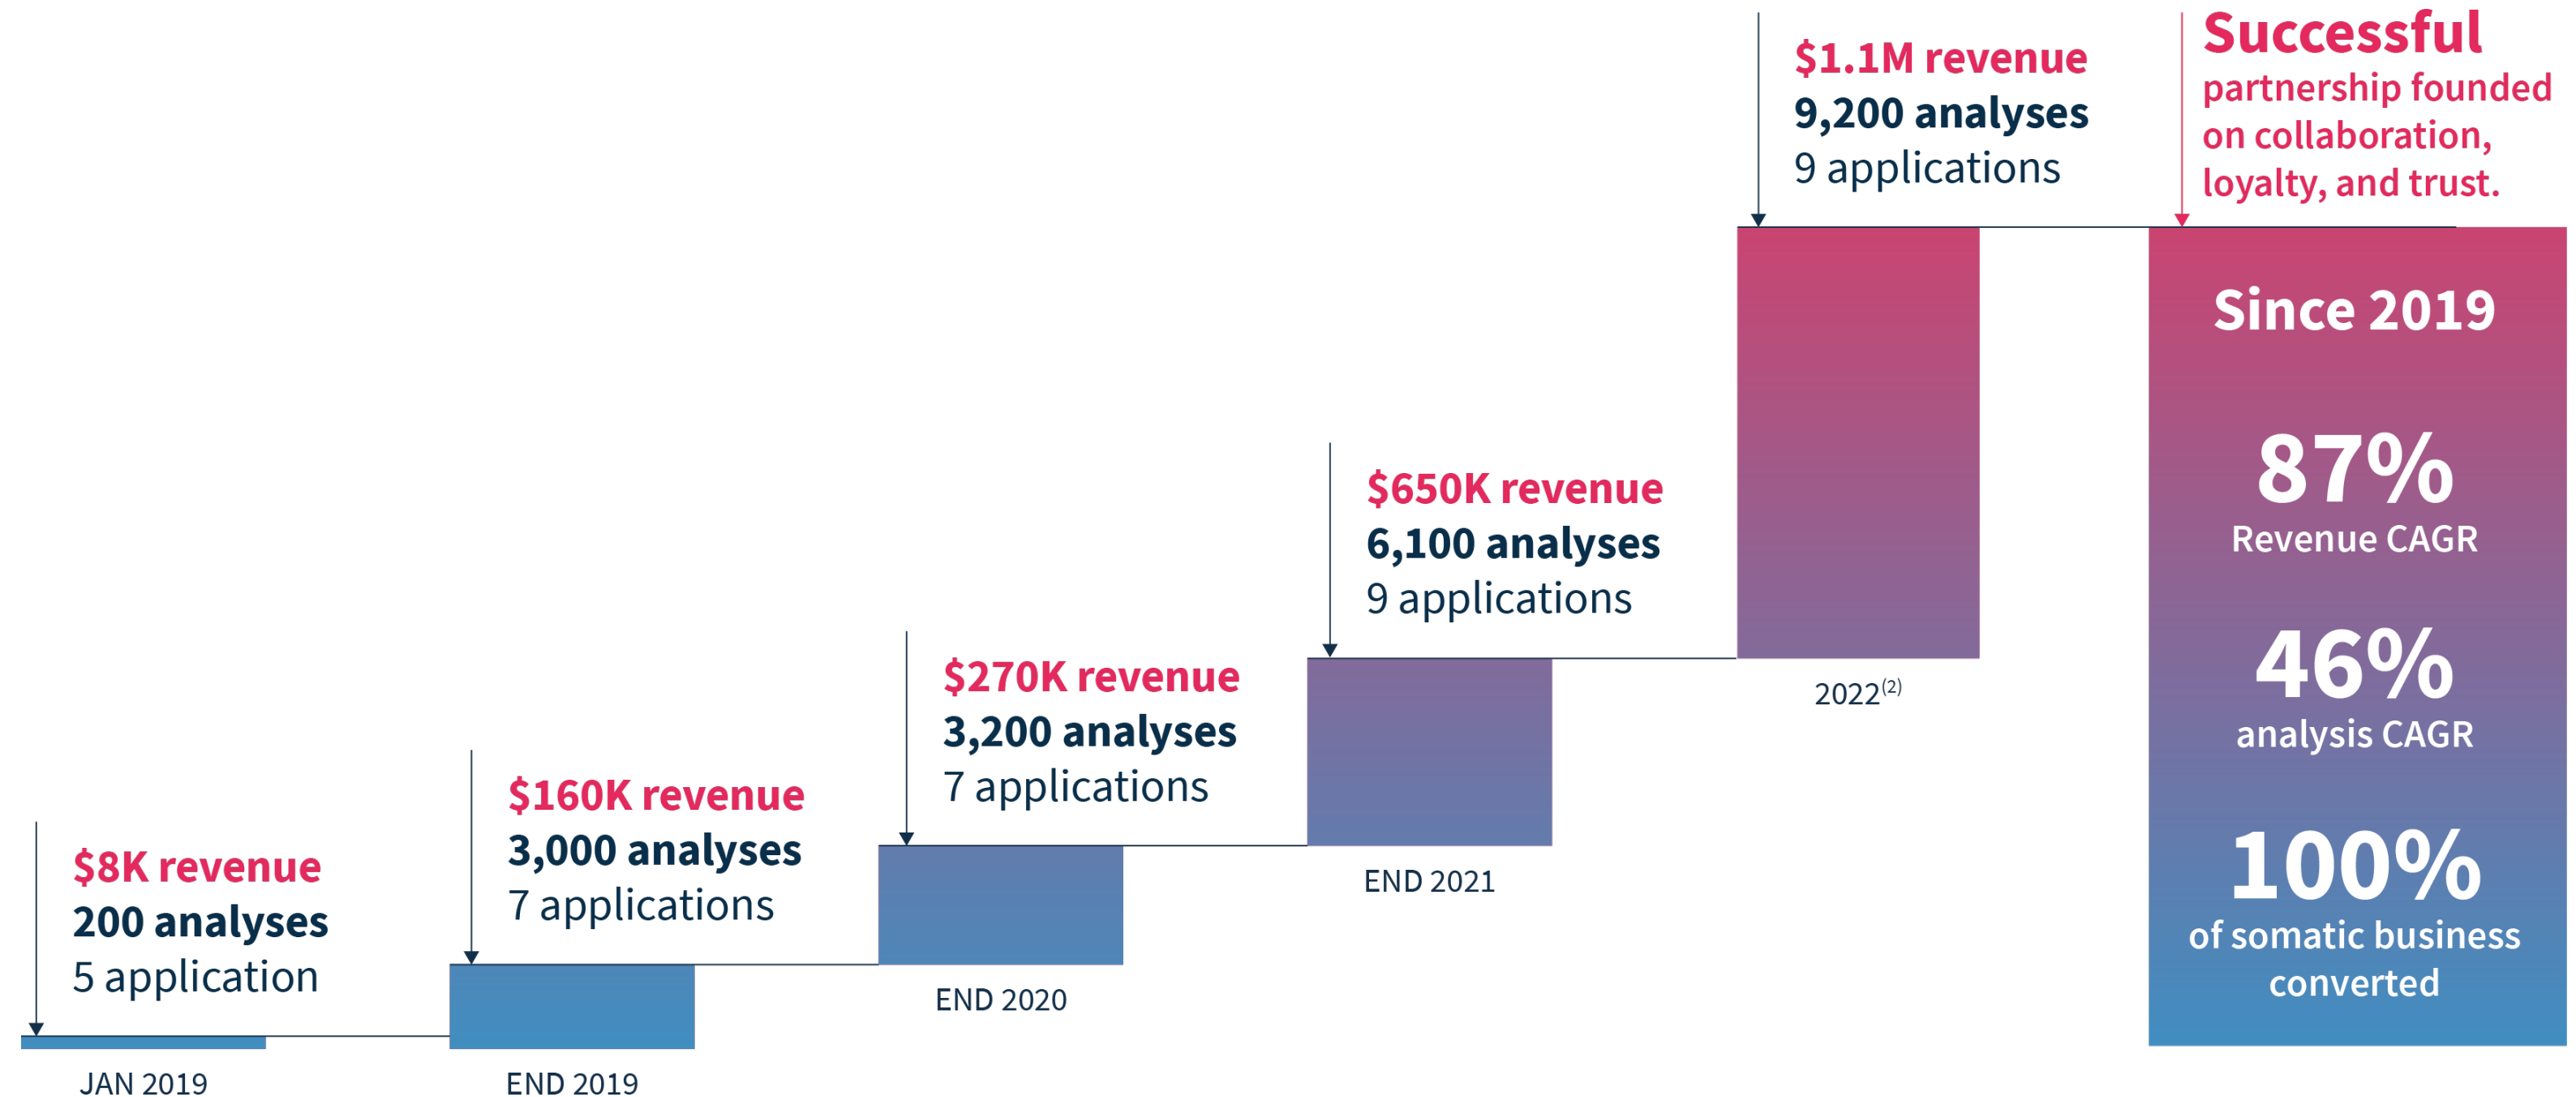 $8K revenue
200 analyses
5 application
JAN 2019
$160K revenue
3,000 analyses
7 applications
END 2019
$270K revenue
3,200 analyses
7 applications
END 2020
$650K revenue
6,100 analyses
9 applications
END 2021
$1.1M revenue
9,200 analyses
9 applications
2022(2)
Successful
partnership founded
on collaboration,
loyalty, and trust.
Since 2019
87%
Revenue CAGR
46%
analysis CAGR
100%
of somatic business
converted